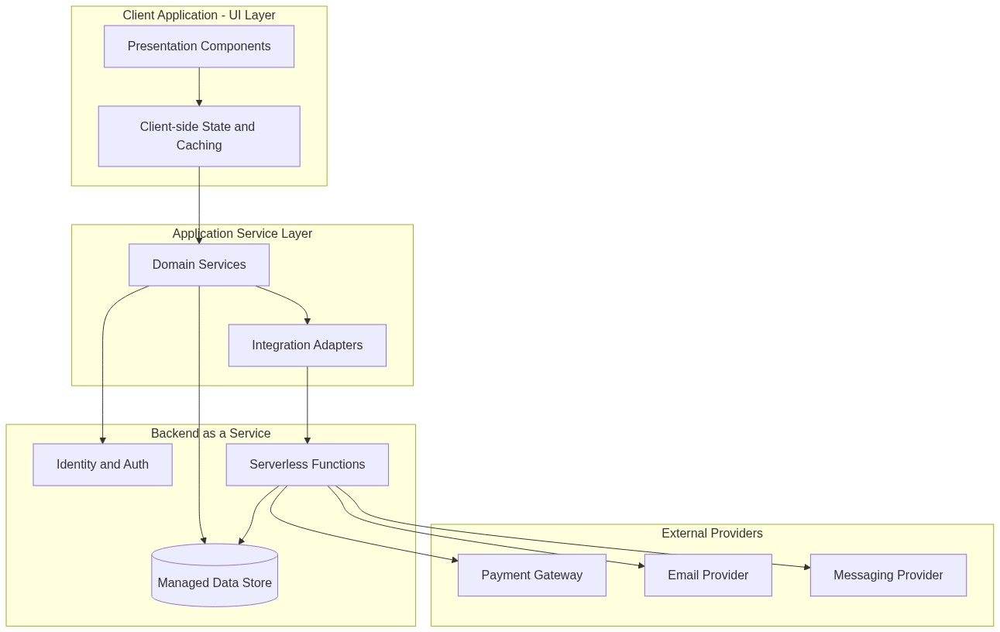 Client Application - UI Layer
Presentation Components
Client-side State and
Caching
Application Service Layer
Domain Services
Integration Adapters
Backend as a Service
Identity and Auth
Serverless Functions
Managed Data Store
External Providers
Payment Gateway
Email Provider
Messaging Provider